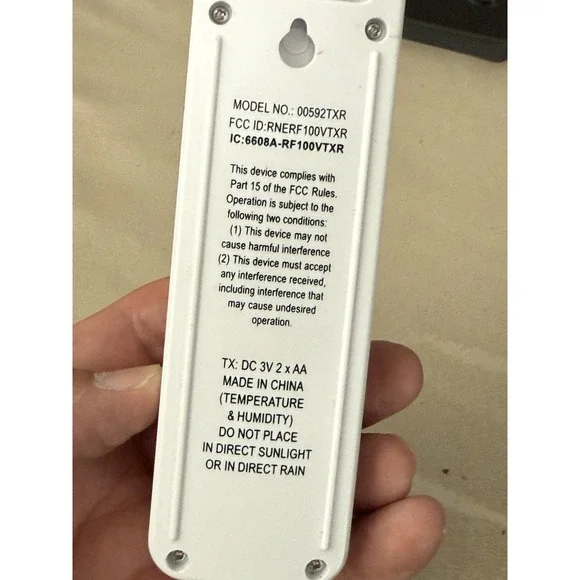 MODEL NO.: 00592TXR
FCC ID:RNERF100VTXR
IC:6608A-RF100VTXR
This device complies with
Part 15 of the FCC Rules.
Operation is subject to the
following two conditions:
(1) This device may not
cause harmful interference
(2) This device must accept
any interference received,
including interference that
may cause undesired
operation.
TX: DC 3V 2 x AA
MADE IN CHINA
(TEMPERATURE
& HUMIDITY)
DO NOT PLACE
IN DIRECT SUNLIGHT
OR IN DIRECT RAIN